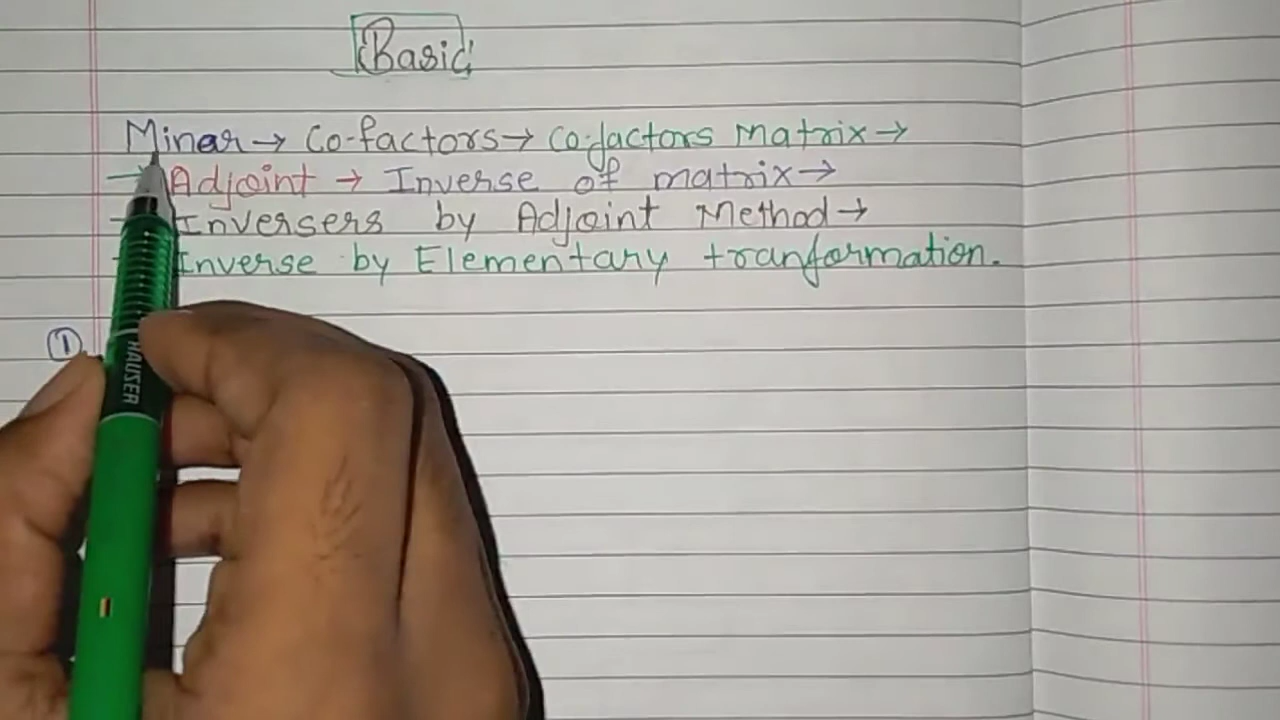 Basic
Minor → Co-factors → Co-factors Matrix →
→ Adjoint → Inverse of matrix →
Inversers by Adjoint Method →
Inverse by Elementary tranformation.
1
HAUSER